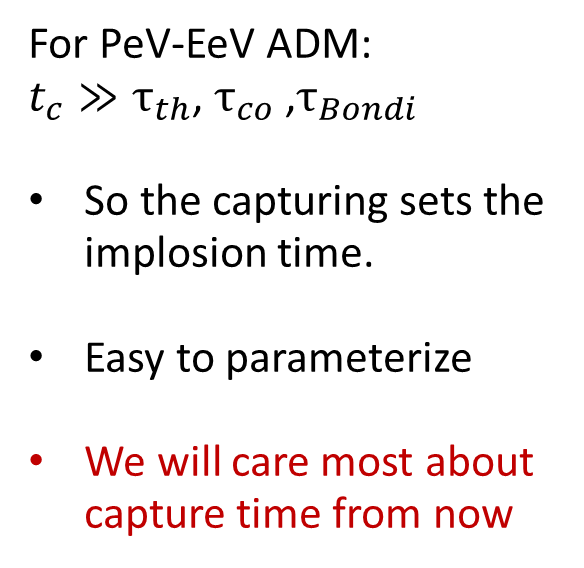 For PeV-EeV ADM:
t_c ≫ τ_th, τ_co ,τ_Bondi
• So the capturing sets the
implosion time.
• Easy to parameterize
• We will care most about
capture time from now